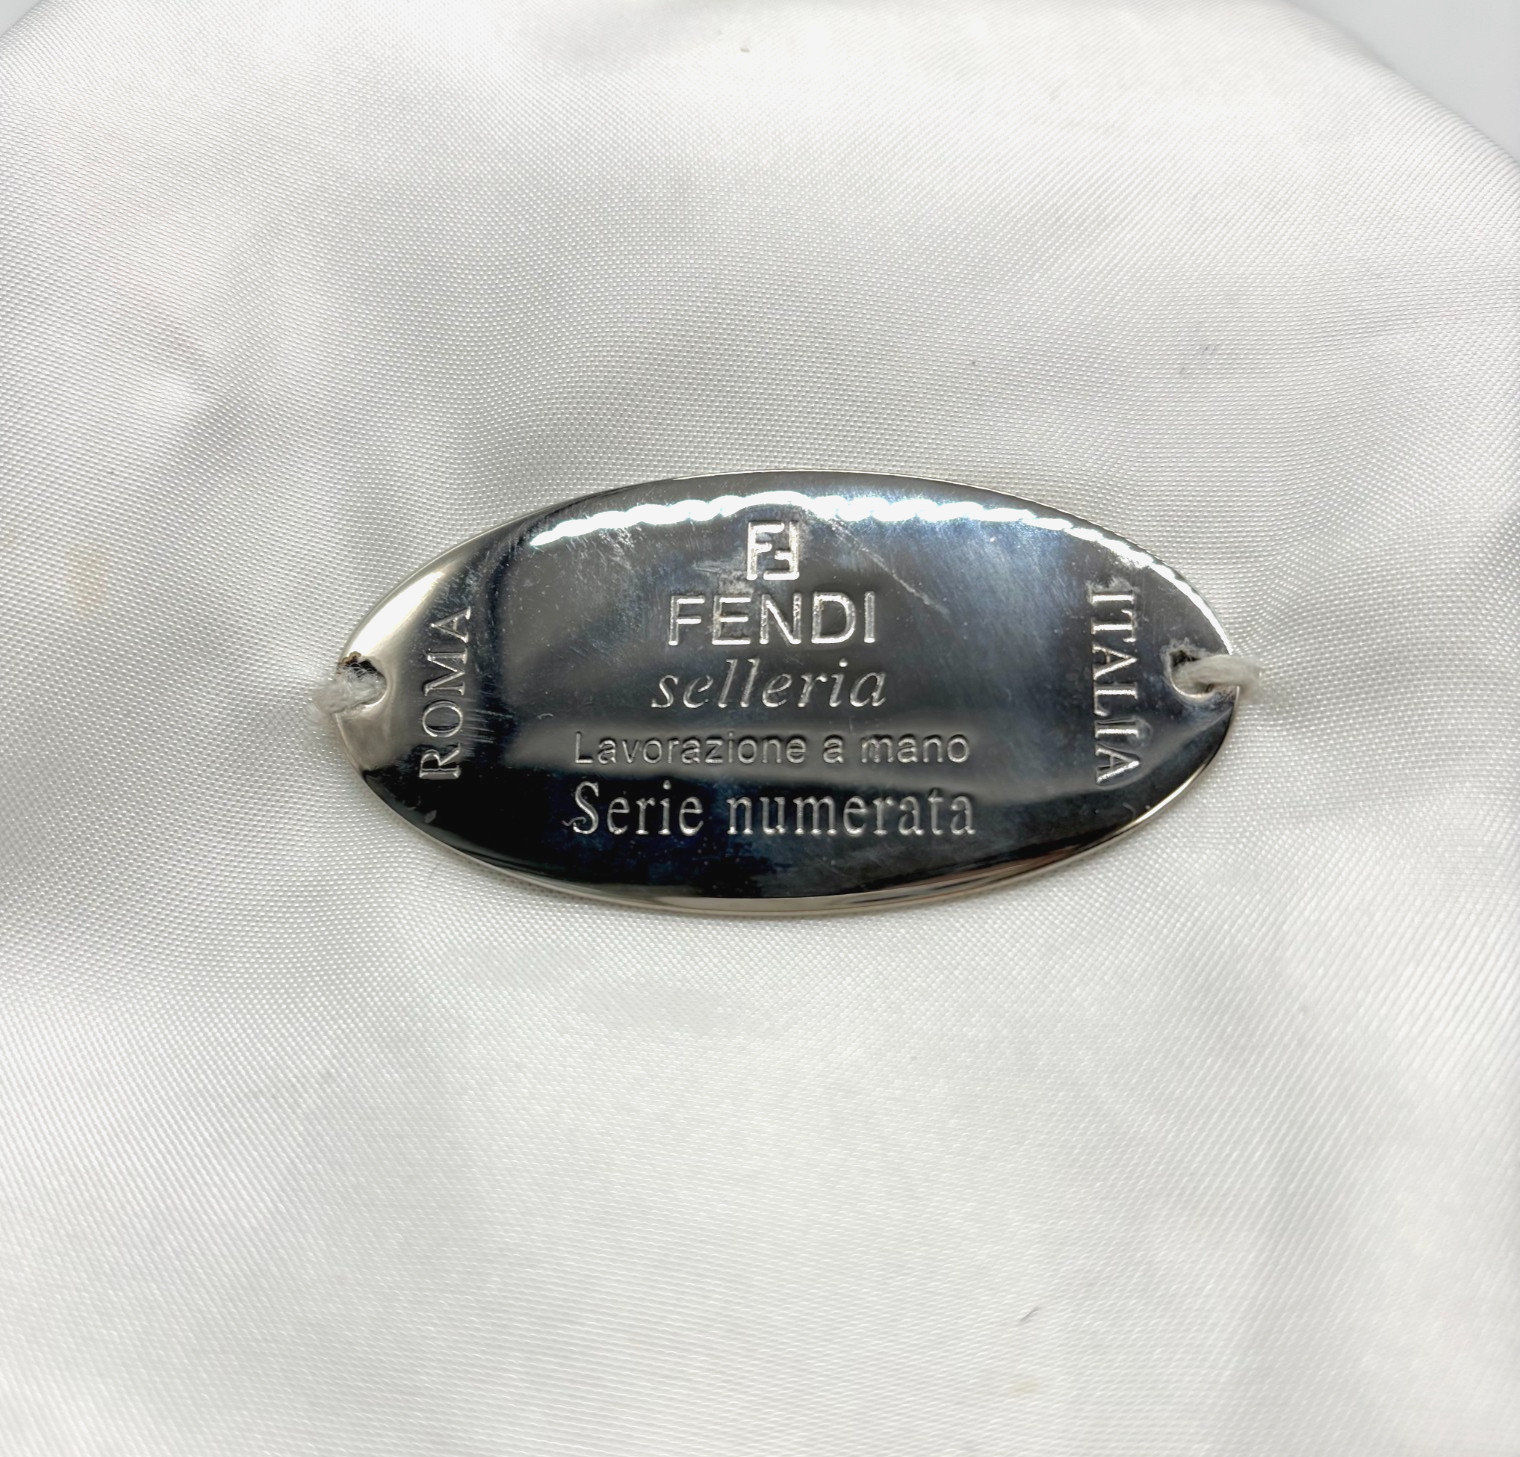 FF
FENDI
selleria
Lavorazione a mano
Serie numerata
ROMA
ITALIA